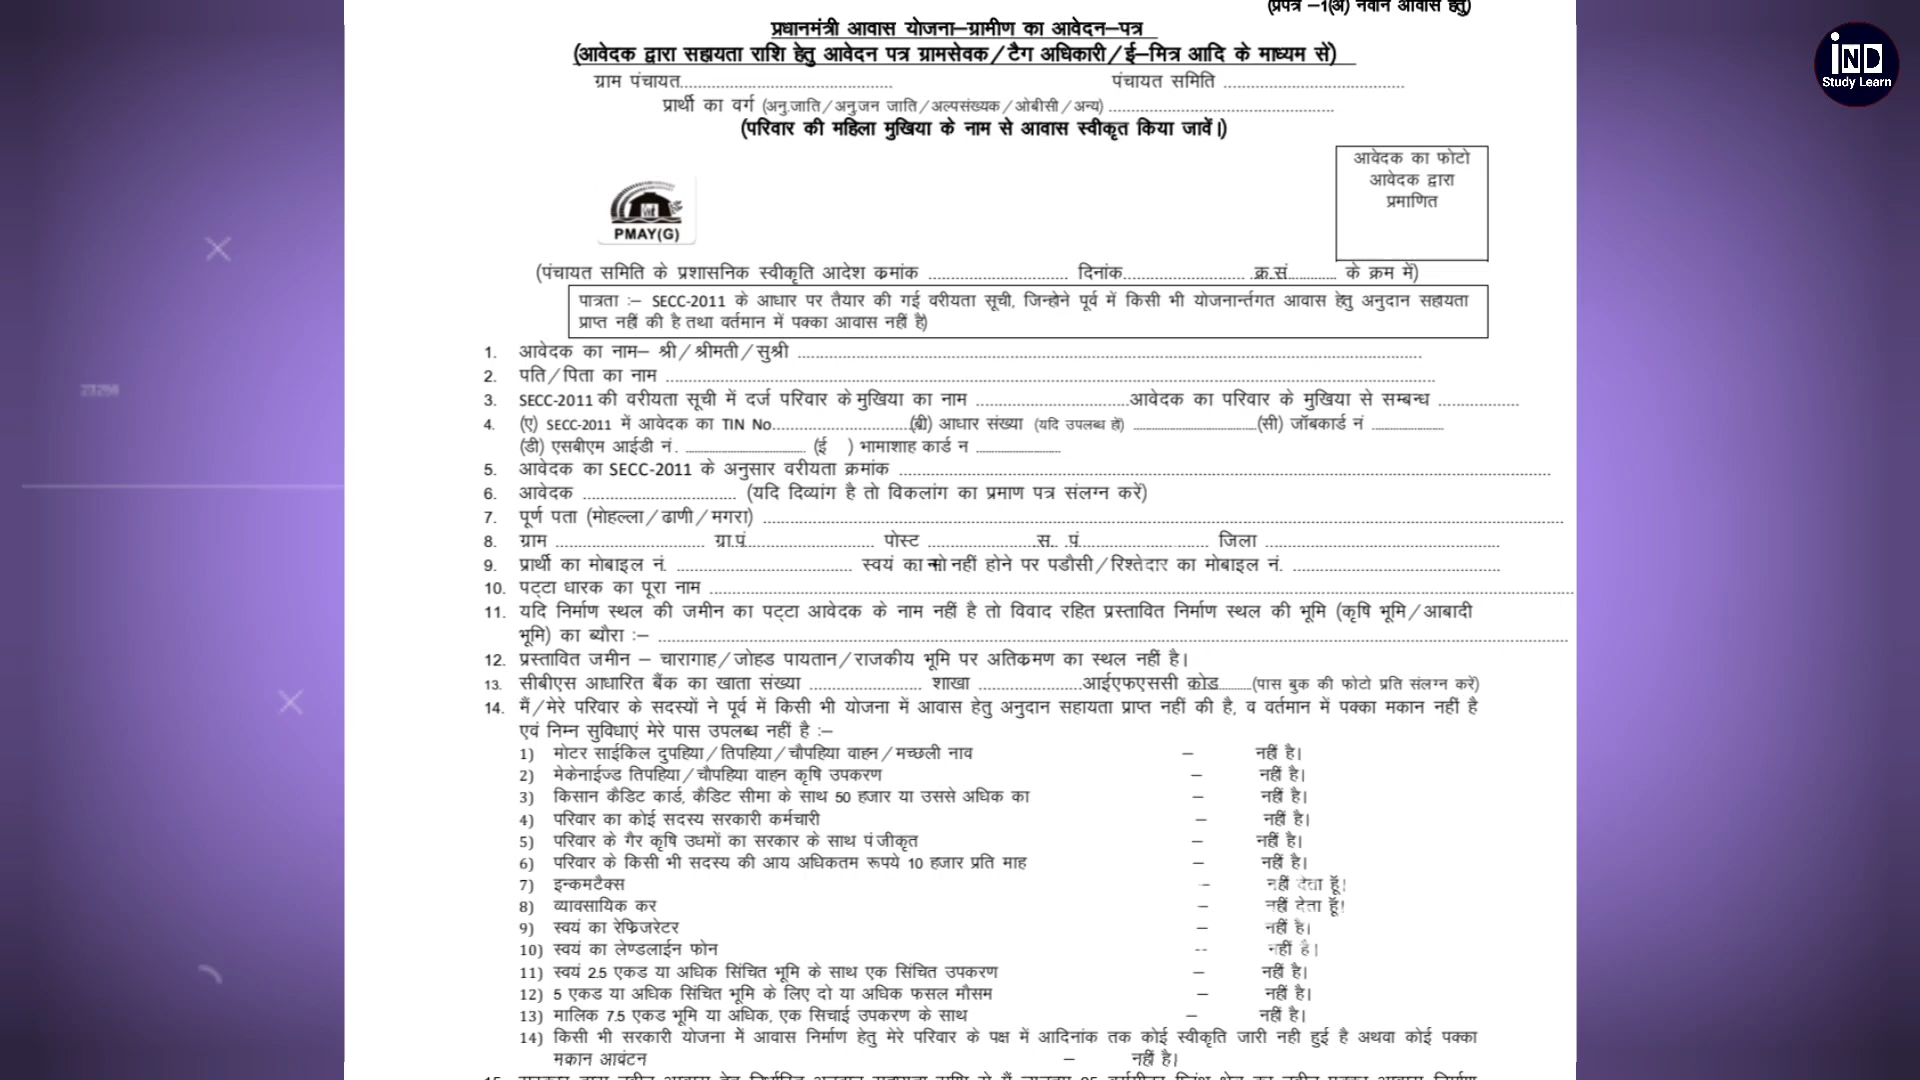 (प्रपत्र –1(अ) नवीन आवास हेतु)
iND
Study Learn
प्रधानमंत्री आवास योजना–ग्रामीण का आवेदन–पत्र
(आवेदक द्वारा सहायता राशि हेतु आवेदन पत्र ग्रामसेवक/टैग अधिकारी/ई–मित्र आदि के माध्यम से)
ग्राम पंचायत.......................................... पंचायत समिति ....................................
प्रार्थी का वर्ग (अनु.जाति/अनु.जन जाति/अल्पसंख्यक/ओबीसी/अन्य) .............................................
(परिवार की महिला मुखिया के नाम से आवास स्वीकृत किया जावें।)
आवेदक का फोटो
आवेदक द्वारा
प्रमाणित
PMAY(G)
(पंचायत समिति के प्रशासनिक स्वीकृति आदेश कमांक ............................ दिनांक......................... क्र.सं............. के क्रम में)
पात्रता :– SECC-2011 के आधार पर तैयार की गई वरीयता सूची, जिन्होने पूर्व में किसी भी योजनार्न्तगत आवास हेतु अनुदान सहायता
प्राप्त नहीं की है तथा वर्तमान में पक्का आवास नहीं है)
1. आवेदक का नाम– श्री/श्रीमती/सुश्री ..............................................................
2. पति/पिता का नाम ..............................................................
3. SECC-2011 की वरीयता सूची में दर्ज परिवार के मुखिया का नाम ...............................आवेदक का परिवार के मुखिया से सम्बन्ध ................
4. (ए) SECC-2011 में आवेदक का TIN No............................(बी) आधार संख्या (यदि उपलब्ध हों) .........................(सी) जॉबकार्ड नं ..............
(डी) एसबीएम आईडी नं. ........................ (ई ) भामाशाह कार्ड न .................
5. आवेदक का SECC-2011 के अनुसार वरीयता क्रमांक ..............................................................
6. आवेदक ............................... (यदि दिव्यांग है तो विकलांग का प्रमाण पत्र संलग्न करें)
7. पूर्ण पता (मोहल्ला/ढाणी/मगरा) ..............................................................
8. ग्राम .............................. ग्रा.पं.......................... पोस्ट ......................स. पं.......................... जिला ...............................................
9. प्रार्थी का मोबाइल नं. ................................... स्वयं का नहीं होने पर पडौसी/रिश्तेदार का मोबाइल नं. ..........................................
10. पट्टा धारक का पूरा नाम ..............................................................
11. यदि निर्माण स्थल की जमीन का पट्टा आवेदक के नाम नहीं है तो विवाद रहित प्रस्तावित निर्माण स्थल की भूमि (कृषि भूमि/आबादी
भूमि) का ब्यौरा :– ..............................................................
12. प्रस्तावित जमीन – चारागाह/जोहड पायतान/राजकीय भूमि पर अतिकमण का स्थल नहीं है।
13. सीबीएस आधारित बैंक का खाता संख्या ...................... शाखा .....................आईएफएससी कोड........(पास बुक की फोटो प्रति संलग्न करें)
14. मैं/मेरे परिवार के सदस्यों ने पूर्व में किसी भी योजना में आवास हेतु अनुदान सहायता प्राप्त नहीं की है, व वर्तमान में पक्का मकान नहीं है
एवं निम्न सुविधाएं मेरे पास उपलब्ध नहीं है :–
1) मोटर साईकिल दुपहिया/तिपहिया/चौपहिया वाहन/मच्छली नाव – नहीं है।
2) मेकेनाईज्ड तिपहिया/चौपहिया वाहन कृषि उपकरण – नहीं है।
3) किसान कैडिट कार्ड, कैडिट सीमा के साथ 50 हजार या उससे अधिक का – नहीं है।
4) परिवार का कोई सदस्य सरकारी कर्मचारी – नहीं है।
5) परिवार के गैर कृषि उधमों का सरकार के साथ पंजीकृत – नहीं है।
6) परिवार के किसी भी सदस्य की आय अधिकतम रूपये 10 हजार प्रति माह – नहीं है।
7) इन्कमटैक्स – नहीं देता हूँ!
8) व्यावसायिक कर – नहीं देता हूँ!
9) स्वयं का रेफ्रिजरेटर – नहीं है।
10) स्वयं का लेण्डलाईन फोन -- नहीं है।
11) स्वयं 2.5 एकड या अधिक सिंचित भूमि के साथ एक सिंचित उपकरण – नहीं है।
12) 5 एकड या अधिक सिंचित भूमि के लिए दो या अधिक फसल मौसम – नहीं है।
13) मालिक 7.5 एकड भूमि या अधिक, एक सिचाई उपकरण के साथ – नहीं है।
14) किसी भी सरकारी योजना में आवास निर्माण हेतु मेरे परिवार के पक्ष में आदिनांक तक कोई स्वीकृति जारी नही हुई है अथवा कोई पक्का
मकान आवंटन – नहीं है।